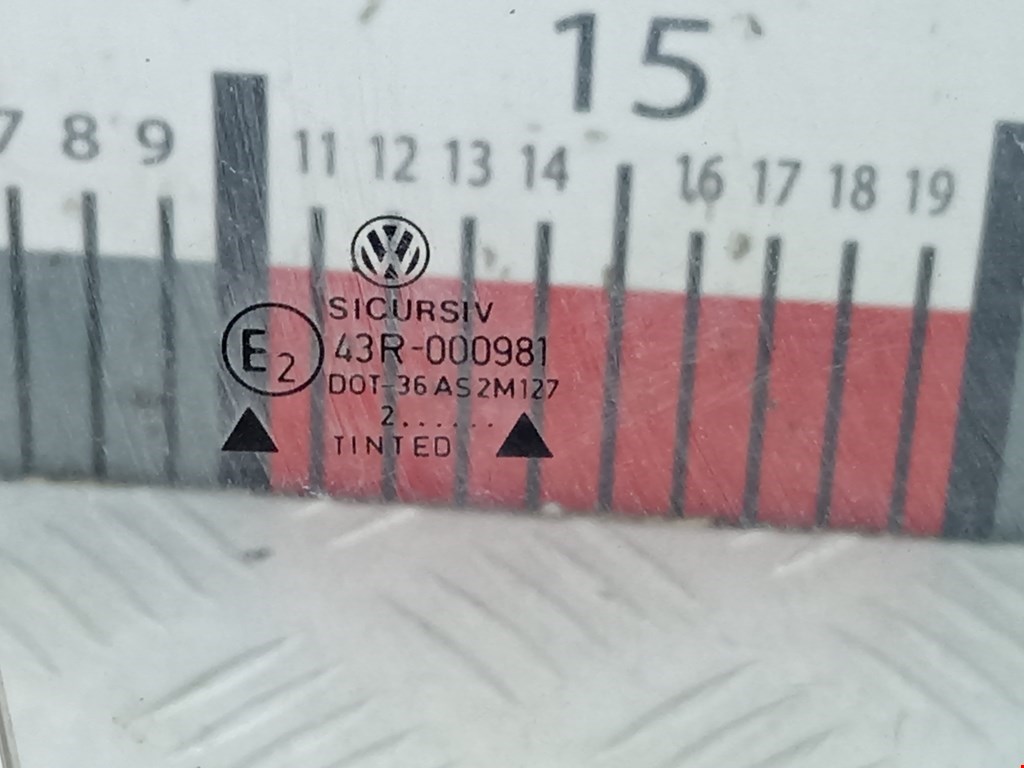 15
7 8 9 11 12 13 14 16 17 18 19
VW
SICURSIV
E2 43R-000981
DOT-36 AS2M127
2......
TINTED